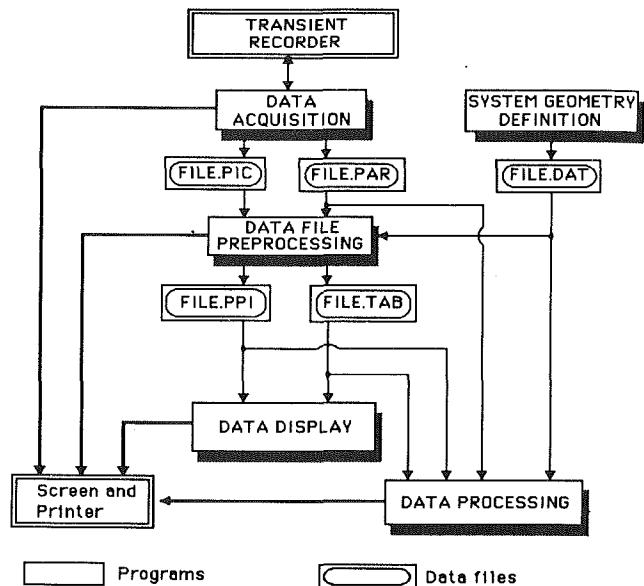 TRANSIENT
RECORDER
DATA
ACQUISITION
SYSTEM GEOMETRY
DEFINITION
FILE.PIC
FILE.PAR
FILE.DAT
DATA FILE
PREPROCESSING
FILE.PPI
FILE.TAB
DATA DISPLAY
Screen and
Printer
DATA PROCESSING
Programs
Data files